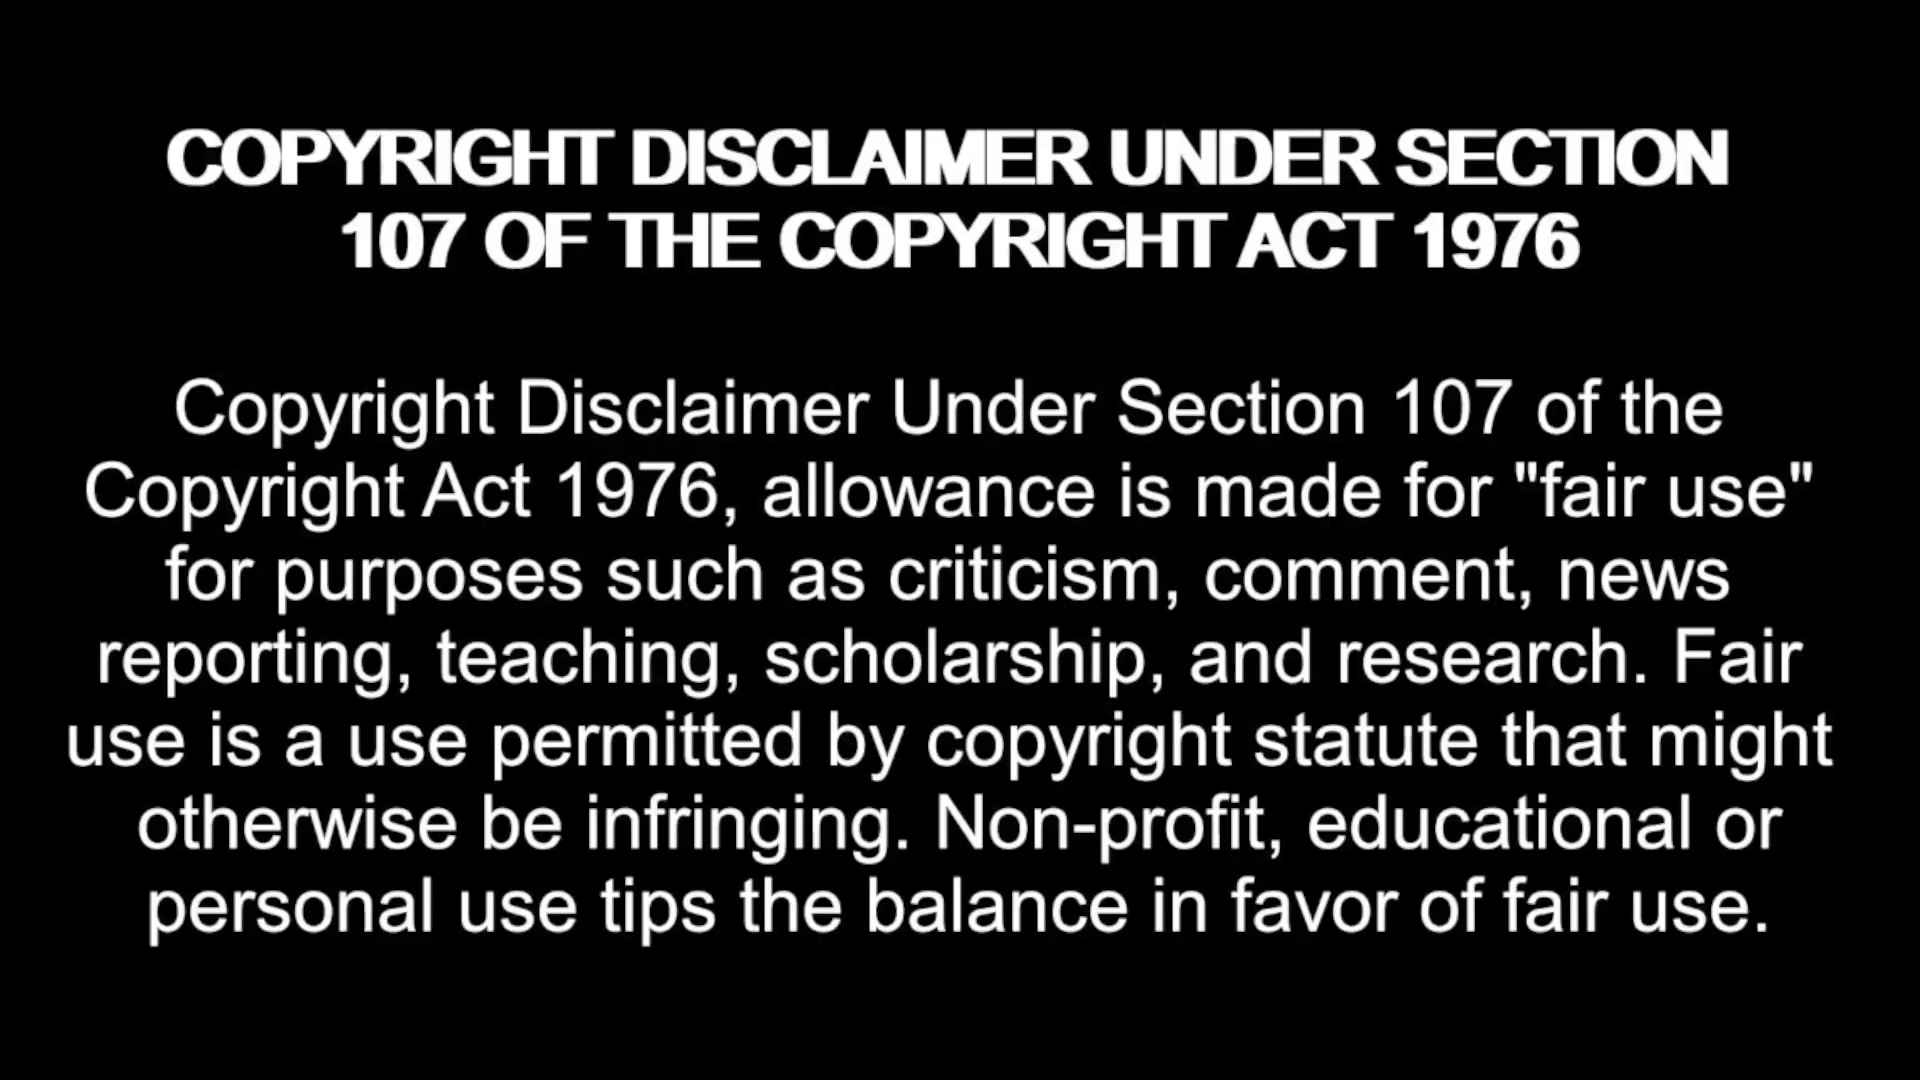 COPYRIGHT DISCLAIMER UNDER SECTION
107 OF THE COPYRIGHT ACT 1976
Copyright Disclaimer Under Section 107 of the
Copyright Act 1976, allowance is made for "fair use"
for purposes such as criticism, comment, news
reporting, teaching, scholarship, and research. Fair
use is a use permitted by copyright statute that might
otherwise be infringing. Non-profit, educational or
personal use tips the balance in favor of fair use.